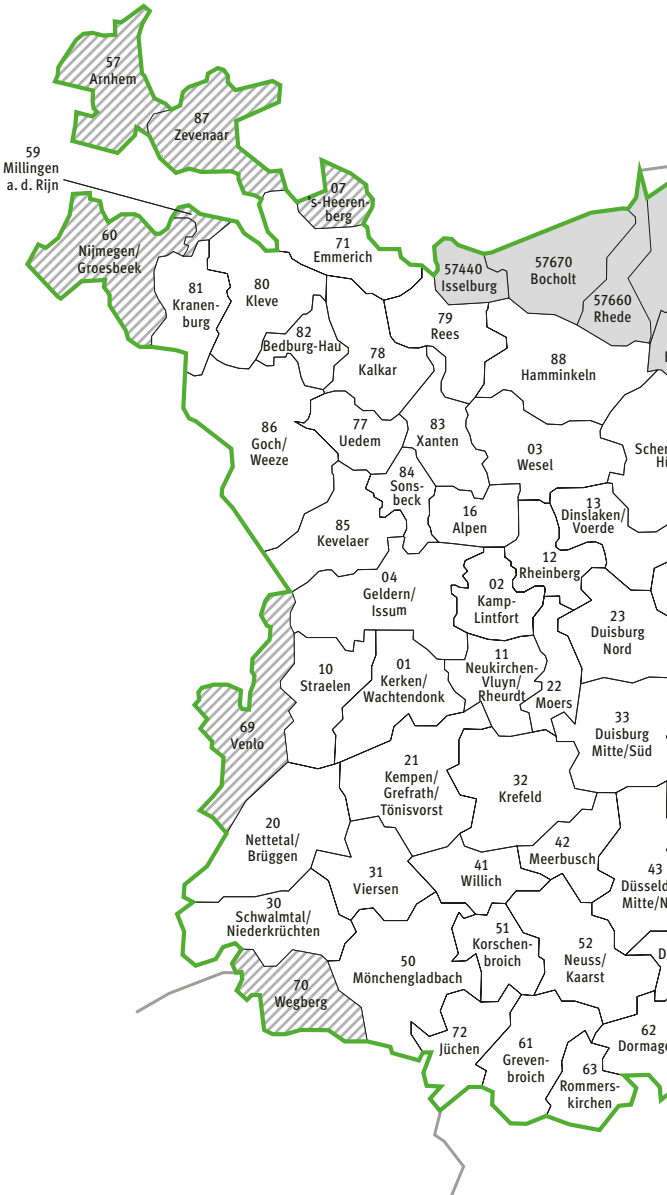 57
Arnhem
87
Zevenaar
59
Millingen
a. d. Rijn
07
's-Heeren-
berg
60
Nijmegen/
Groesbeek
71
Emmerich
57440
Isselburg
57670
Bocholt
57660
Rhede
81
Kranen-
burg
80
Kleve
82
Bedburg-Hau
78
Kalkar
79
Rees
88
Hamminkeln
86
Goch/
Weeze
77
Uedem
83
Xanten
03
Wesel
84
Sons-
beck
85
Kevelaer
16
Alpen
13
Dinslaken/
Voerde
12
Rheinberg
04
Geldern/
Issum
02
Kamp-
Lintfort
23
Duisburg
Nord
10
Straelen
01
Kerken/
Wachtendonk
11
Neukirchen-
Vluyn/
Rheurdt
22
Moers
69
Venlo
33
Duisburg
Mitte/Süd
21
Kempen/
Grefrath/
Tönisvorst
32
Krefeld
20
Nettetal/
Brüggen
31
Viersen
41
Willich
42
Meerbusch
43
Düsseld
Mitte/N
30
Schwalmtal/
Niederkrüchten
50
Mönchengladbach
51
Korschen-
broich
52
Neuss/
Kaarst
70
Wegberg
72
Jüchen
61
Greven-
broich
62
Dormage
63
Rommers-
kirchen